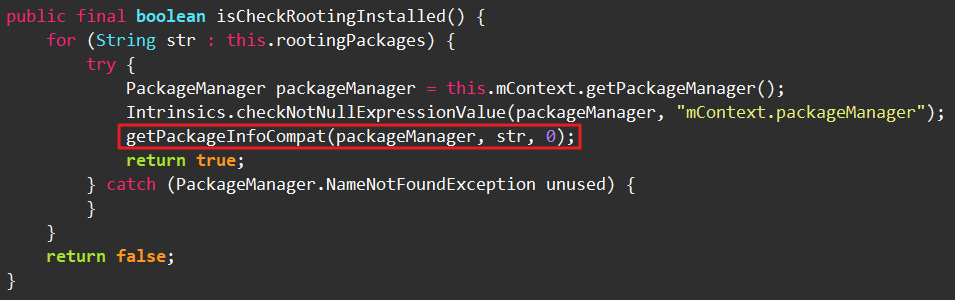 public final boolean isCheckRootingInstalled() {
    for (String str : this.rootingPackages) {
        try {
            PackageManager packageManager = this.mContext.getPackageManager();
            Intrinsics.checkNotNullExpressionValue(packageManager, "mContext.packageManager");
            getPackageInfoCompat(packageManager, str, 0);
            return true;
        } catch (PackageManager.NameNotFoundException unused) {
        }
    }
    return false;
}